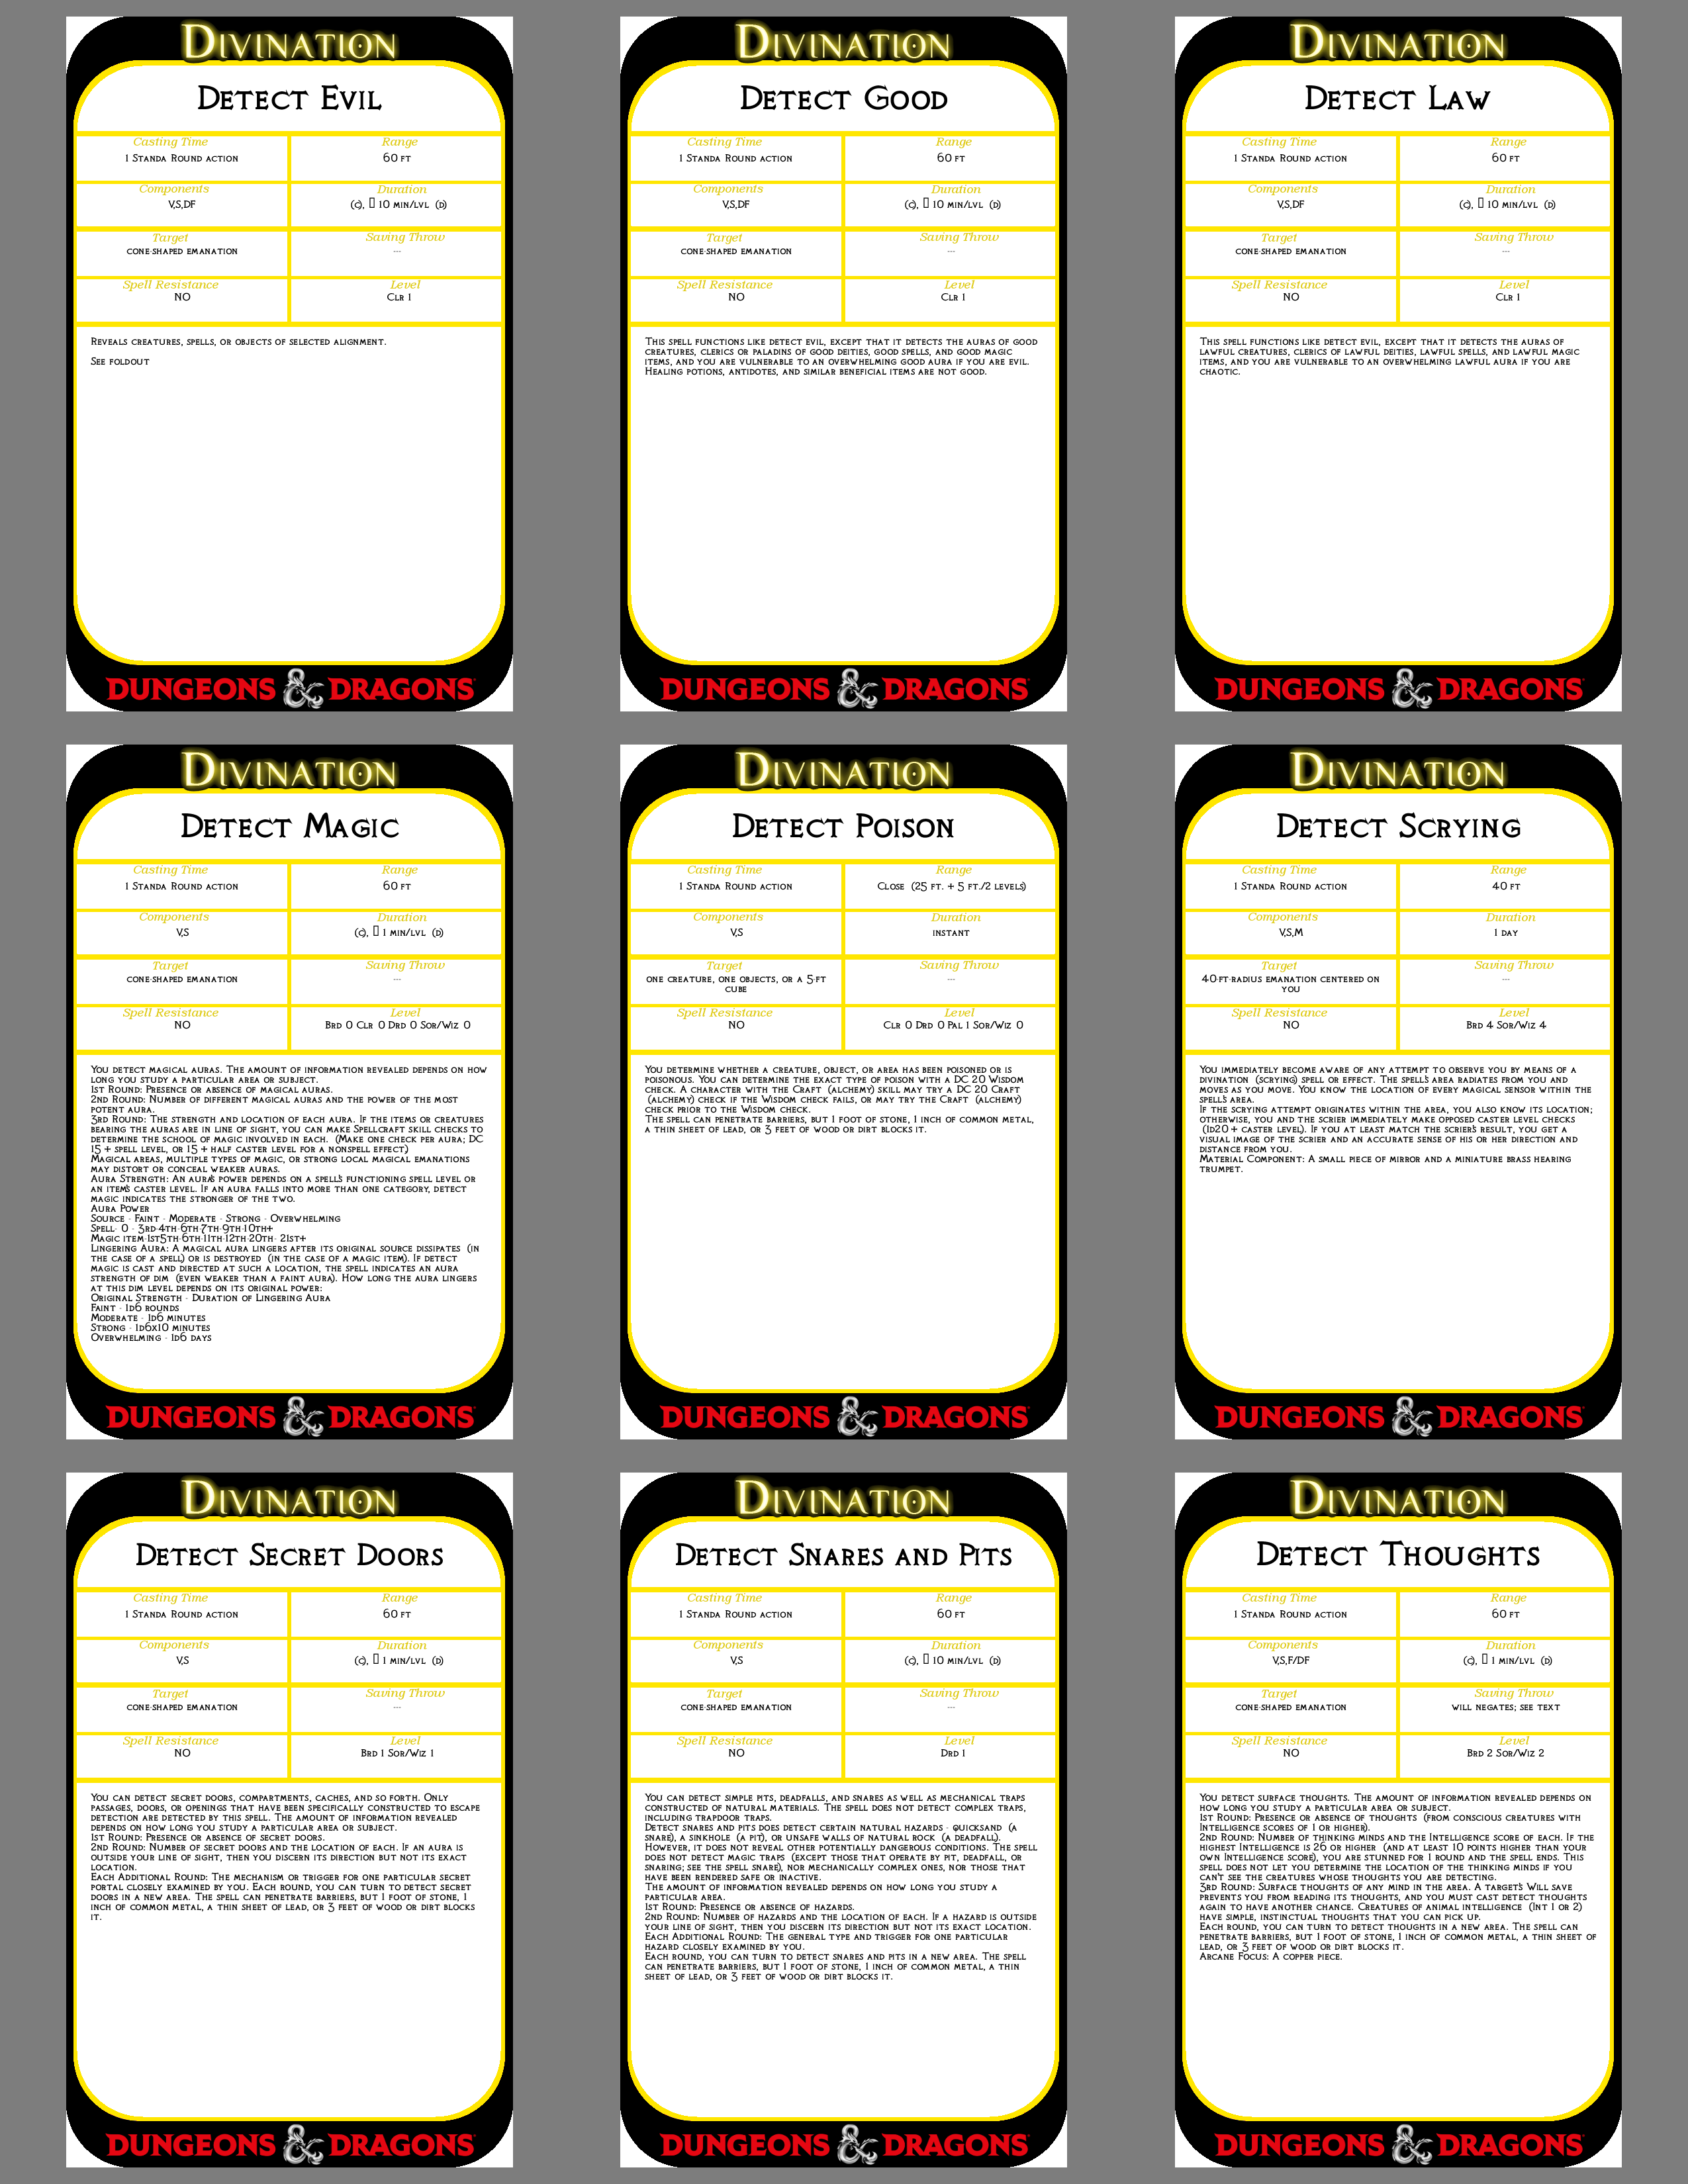 Divination
Detect Evil
Casting Time
1 Standa Round action
Range
60 ft
Components
V,S,DF
Duration
(c), 10 min/lvl (d)
Target
cone-shaped emanation
Saving Throw
---
Spell Resistance
NO
Level
Clr 1
Reveals creatures, spells, or objects of selected alignment.
See foldout
DUNGEONS & DRAGONS
Divination
Detect Good
Casting Time
1 Standa Round action
Range
60 ft
Components
V,S,DF
Duration
(c), 10 min/lvl (d)
Target
cone-shaped emanation
Saving Throw
---
Spell Resistance
NO
Level
Clr 1
This spell functions like detect evil, except that it detects the auras of good
creatures, clerics or paladins of good deities, good spells, and good magic
items, and you are vulnerable to an overwhelming good aura if you are evil.
Healing potions, antidotes, and similar beneficial items are not good.
DUNGEONS & DRAGONS
Divination
Detect Law
Casting Time
1 Standa Round action
Range
60 ft
Components
V,S,DF
Duration
(c), 10 min/lvl (d)
Target
cone-shaped emanation
Saving Throw
---
Spell Resistance
NO
Level
Clr 1
This spell functions like detect evil, except that it detects the auras of
lawful creatures, clerics of lawful deities, lawful spells, and lawful magic
items, and you are vulnerable to an overwhelming lawful aura if you are
chaotic.
DUNGEONS & DRAGONS
Divination
Detect Magic
Casting Time
1 Standa Round action
Range
60 ft
Components
V,S
Duration
(c), 1 min/lvl (d)
Target
cone-shaped emanation
Saving Throw
---
Spell Resistance
NO
Level
Brd 0 Clr 0 Drd 0 Sor/Wiz 0
You detect magical auras. The amount of information revealed depends on how
long you study a particular area or subject.
1st Round: Presence or absence of magical auras.
2nd Round: Number of different magical auras and the power of the most
potent aura.
3rd Round: The strength and location of each aura. If the items or creatures
bearing the auras are in line of sight, you can make Spellcraft skill checks to
determine the school of magic involved in each. (Make one check per aura; DC
15 + spell level, or 15 + half caster level for a nonspell effect.)
Magical areas, multiple types of magic, or strong local magical emanations
may distort or conceal weaker auras.
Aura Strength: An aura's power depends on a spell's functioning spell level or
an item's caster level. If an aura falls into more than one category, detect
magic indicates the stronger of the two.
Aura Power
Source - Faint - Moderate - Strong - Overwhelming
Spell- 0 - 3rd-4th-6th-7th-9th-10th+
Magic item-1st5th-6th-11th-12th-20th- 21st+
Lingering Aura: A magical aura lingers after its original source dissipates (in
the case of a spell) or is destroyed (in the case of a magic item). If detect
magic is cast and directed at such a location, the spell indicates an aura
strength of dim (even weaker than a faint aura). How long the aura lingers
at this dim level depends on its original power:
Original Strength - Duration of Lingering Aura
Faint - 1d6 rounds
Moderate - 1d6 minutes
Strong - 1d6x10 minutes
Overwhelming - 1d6 days
DUNGEONS & DRAGONS
Divination
Detect Poison
Casting Time
1 Standa Round action
Range
Close (25 ft. + 5 ft./2 levels)
Components
V,S
Duration
instant
Target
one creature, one objects, or a 5-ft
cube
Saving Throw
---
Spell Resistance
NO
Level
Clr 0 Drd 0 Pal 1 Sor/Wiz 0
You determine whether a creature, object, or area has been poisoned or is
poisonous. You can determine the exact type of poison with a DC 20 Wisdom
check. A character with the Craft (alchemy) skill may try a DC 20 Craft
(alchemy) check if the Wisdom check fails, or may try the Craft (alchemy)
check prior to the Wisdom check.
The spell can penetrate barriers, but 1 foot of stone, 1 inch of common metal,
a thin sheet of lead, or 3 feet of wood or dirt blocks it.
DUNGEONS & DRAGONS
Divination
Detect Scrying
Casting Time
1 Standa Round action
Range
40 ft
Components
V,S,M
Duration
1 day
Target
40-ft-radius emanation centered on
you
Saving Throw
---
Spell Resistance
NO
Level
Brd 4 Sor/Wiz 4
You immediately become aware of any attempt to observe you by means of a
divination (scrying) spell or effect. The spell's area radiates from you and
moves as you move. You know the location of every magical sensor within the
spell's area.
If the scrying attempt originates within the area, you also know its location;
otherwise, you and the scrier immediately make opposed caster level checks
(1d20 + caster level). If you at least match the scrier's result, you get a
visual image of the scrier and an accurate sense of his or her direction and
distance from you.
Material Component: A small piece of mirror and a miniature brass hearing
trumpet.
DUNGEONS & DRAGONS
Divination
Detect Secret Doors
Casting Time
1 Standa Round action
Range
60 ft
Components
V,S
Duration
(c), 1 min/lvl (d)
Target
cone-shaped emanation
Saving Throw
---
Spell Resistance
NO
Level
Brd 1 Sor/Wiz 1
You can detect secret doors, compartments, caches, and so forth. Only
passages, doors, or openings that have been specifically constructed to escape
detection are detected by this spell. The amount of information revealed
depends on how long you study a particular area or subject.
1st Round: Presence or absence of secret doors.
2nd Round: Number of secret doors and the location of each. If an aura is
outside your line of sight, then you discern its direction but not its exact
location.
Each Additional Round: The mechanism or trigger for one particular secret
portal closely examined by you. Each round, you can turn to detect secret
doors in a new area. The spell can penetrate barriers, but 1 foot of stone, 1
inch of common metal, a thin sheet of lead, or 3 feet of wood or dirt blocks
it.
DUNGEONS & DRAGONS
Divination
Detect Snares and Pits
Casting Time
1 Standa Round action
Range
60 ft
Components
V,S
Duration
(c), 10 min/lvl (d)
Target
cone-shaped emanation
Saving Throw
---
Spell Resistance
NO
Level
Drd 1
You can detect simple pits, deadfalls, and snares as well as mechanical traps
constructed of natural materials. The spell does not detect complex traps,
including trapdoor traps.
Detect snares and pits does detect certain natural hazards - quicksand (a
snare), a sinkhole (a pit), or unsafe walls of natural rock (a deadfall).
However, it does not reveal other potentially dangerous conditions. The spell
does not detect magic traps (except those that operate by pit, deadfall, or
snaring; see the spell snare), nor mechanically complex ones, nor those that
have been rendered safe or inactive.
The amount of information revealed depends on how long you study a
particular area.
1st Round: Presence or absence of hazards.
2nd Round: Number of hazards and the location of each. If a hazard is outside
your line of sight, then you discern its direction but not its exact location.
Each Additional Round: The general type and trigger for one particular
hazard closely examined by you.
Each round, you can turn to detect snares and pits in a new area. The spell
can penetrate barriers, but 1 foot of stone, 1 inch of common metal, a thin
sheet of lead, or 3 feet of wood or dirt blocks it.
DUNGEONS & DRAGONS
Divination
Detect Thoughts
Casting Time
1 Standa Round action
Range
60 ft
Components
V,S,F/DF
Duration
(c), 1 min/lvl (d)
Target
cone-shaped emanation
Saving Throw
will negates; see text
Spell Resistance
NO
Level
Brd 2 Sor/Wiz 2
You detect surface thoughts. The amount of information revealed depends on
how long you study a particular area or subject.
1st Round: Presence or absence of thoughts (from conscious creatures with
Intelligence scores of 1 or higher).
2nd Round: Number of thinking minds and the Intelligence score of each. If the
highest Intelligence is 26 or higher (and at least 10 points higher than your
own Intelligence score), you are stunned for 1 round and the spell ends. This
spell does not let you determine the location of the thinking minds if you
can't see the creatures whose thoughts you are detecting.
3rd Round: Surface thoughts of any mind in the area. A target's Will save
prevents you from reading its thoughts, and you must cast detect thoughts
again to have another chance. Creatures of animal intelligence (Int 1 or 2)
have simple, instinctual thoughts that you can pick up.
Each round, you can turn to detect thoughts in a new area. The spell can
penetrate barriers, but 1 foot of stone, 1 inch of common metal, a thin sheet of
lead, or 3 feet of wood or dirt blocks it.
Arcane Focus: A copper piece.
DUNGEONS & DRAGONS